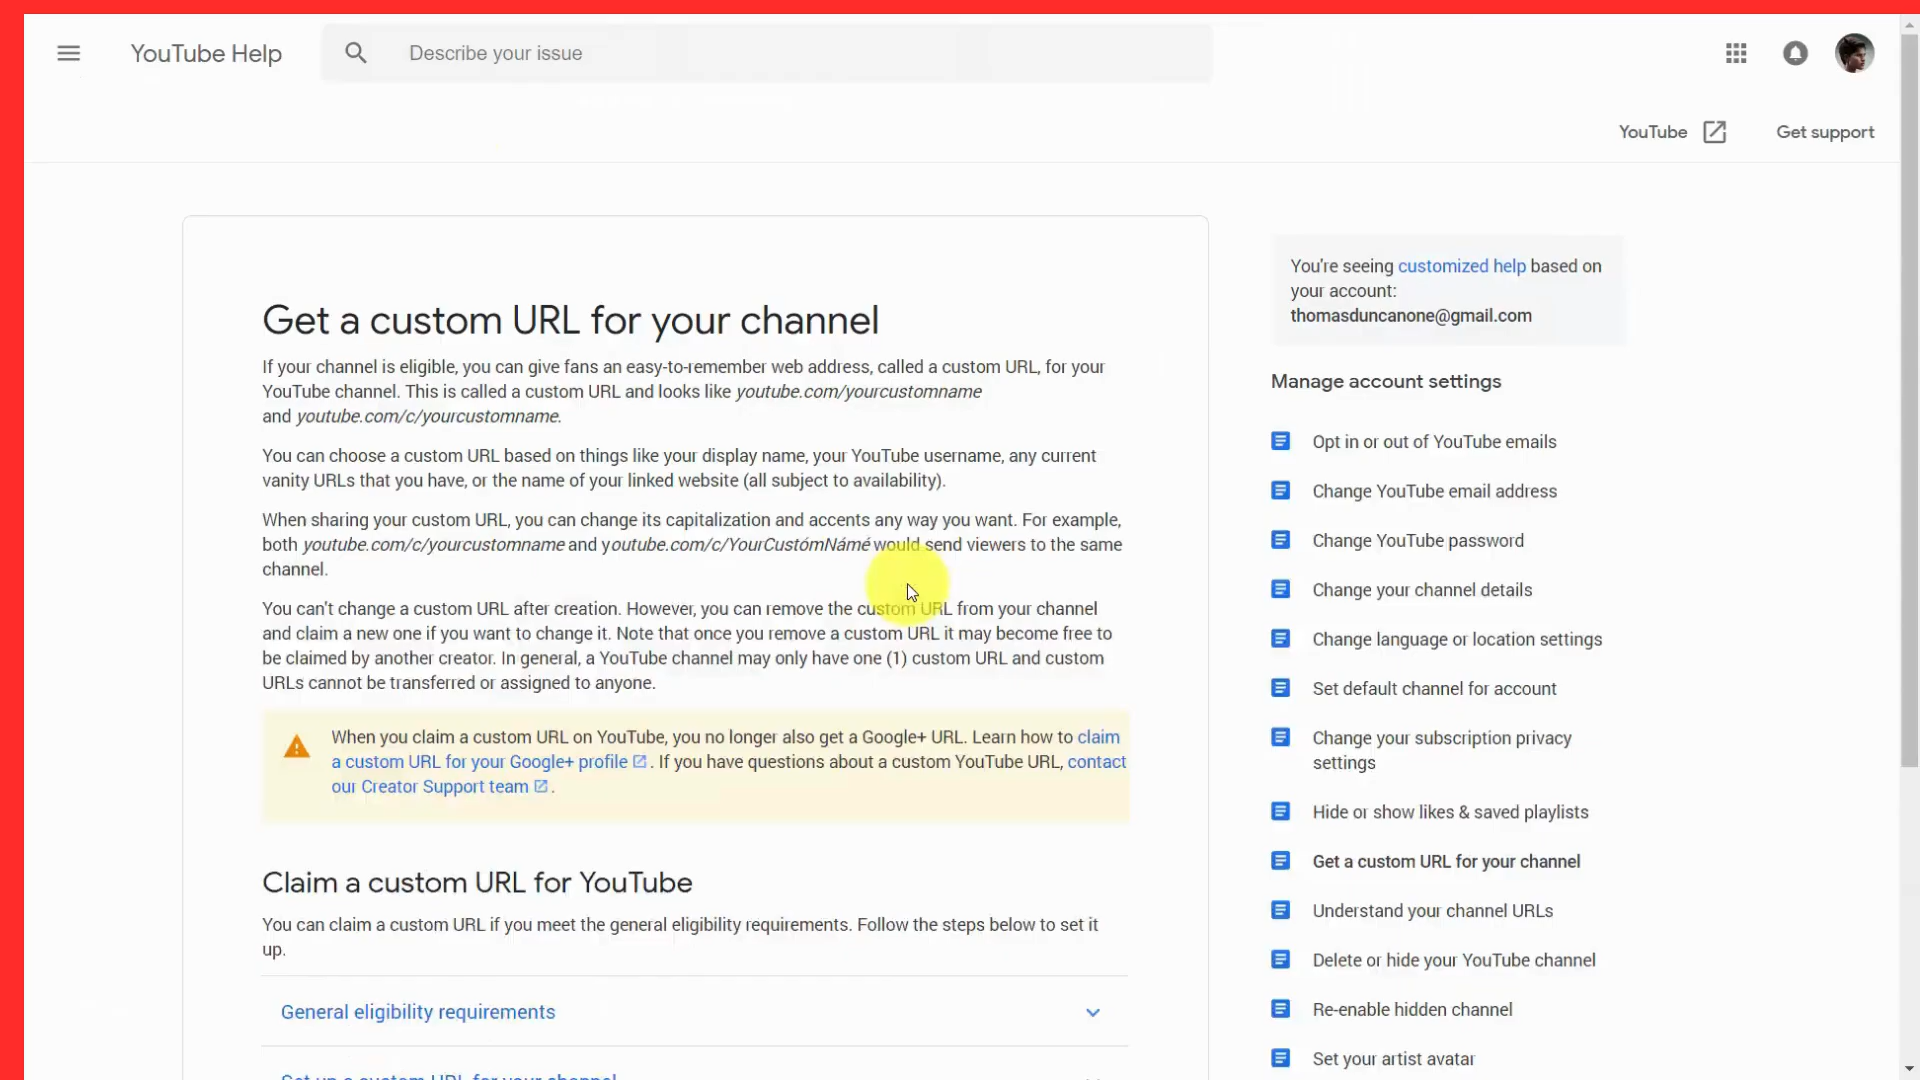 YouTube Help
Describe your issue
YouTube
Get support
Get a custom URL for your channel
If your channel is eligible, you can give fans an easy-to-remember web address, called a custom URL, for your
YouTube channel. This is called a custom URL and looks like youtube.com/yourcustomname
and youtube.com/c/yourcustomname.
You can choose a custom URL based on things like your display name, your YouTube username, any current
vanity URLs that you have, or the name of your linked website (all subject to availability).
When sharing your custom URL, you can change its capitalization and accents any way you want. For example,
both youtube.com/c/yourcustomname and youtube.com/c/YourCustómNámé would send viewers to the same
channel.
You can't change a custom URL after creation. However, you can remove the custom URL from your channel
and claim a new one if you want to change it. Note that once you remove a custom URL it may become free to
be claimed by another creator. In general, a YouTube channel may only have one (1) custom URL and custom
URLs cannot be transferred or assigned to anyone.
When you claim a custom URL on YouTube, you no longer also get a Google+ URL. Learn how to claim
a custom URL for your Google+ profile. If you have questions about a custom YouTube URL, contact
our Creator Support team.
Claim a custom URL for YouTube
You can claim a custom URL if you meet the general eligibility requirements. Follow the steps below to set it
up.
General eligibility requirements
Set up a custom URL for your channel
You're seeing customized help based on
your account:
thomasduncanone@gmail.com
Manage account settings
Opt in or out of YouTube emails
Change YouTube email address
Change YouTube password
Change your channel details
Change language or location settings
Set default channel for account
Change your subscription privacy
settings
Hide or show likes & saved playlists
Get a custom URL for your channel
Understand your channel URLs
Delete or hide your YouTube channel
Re-enable hidden channel
Set your artist avatar